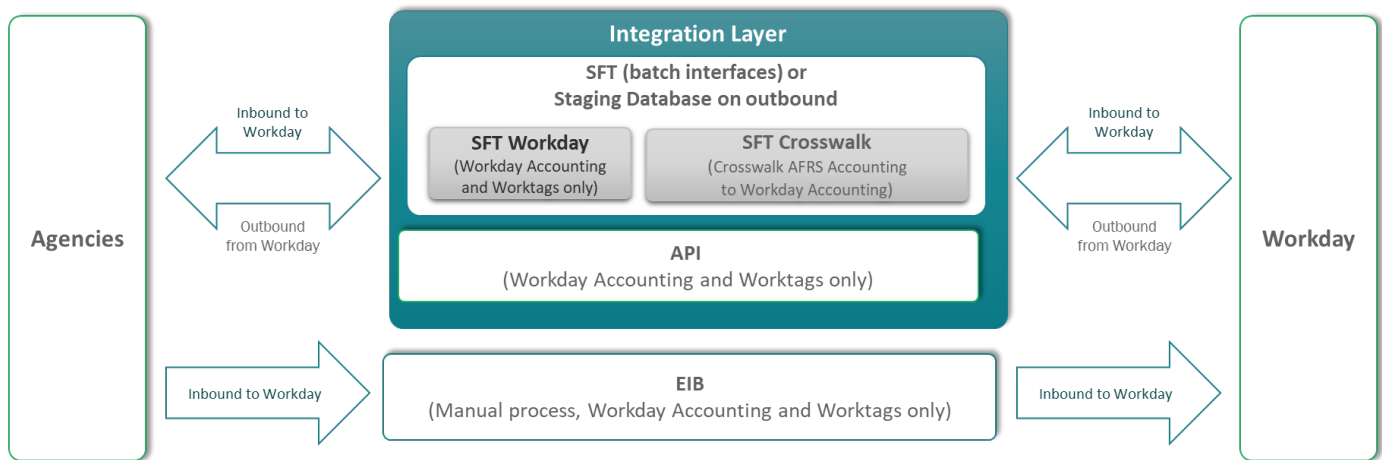 Agencies
Inbound to
Workday
Outbound
from Workday
Inbound to Workday
Integration Layer
SFT (batch interfaces) or
Staging Database on outbound
SFT Workday
(Workday Accounting
and Worktags only)
SFT Crosswalk
(Crosswalk AFRS Accounting
to Workday Accounting)
API
(Workday Accounting and Worktags only)
EIB
(Manual process, Workday Accounting and Worktags only)
Inbound to
Workday
Outbound
from Workday
Inbound to Workday
Workday